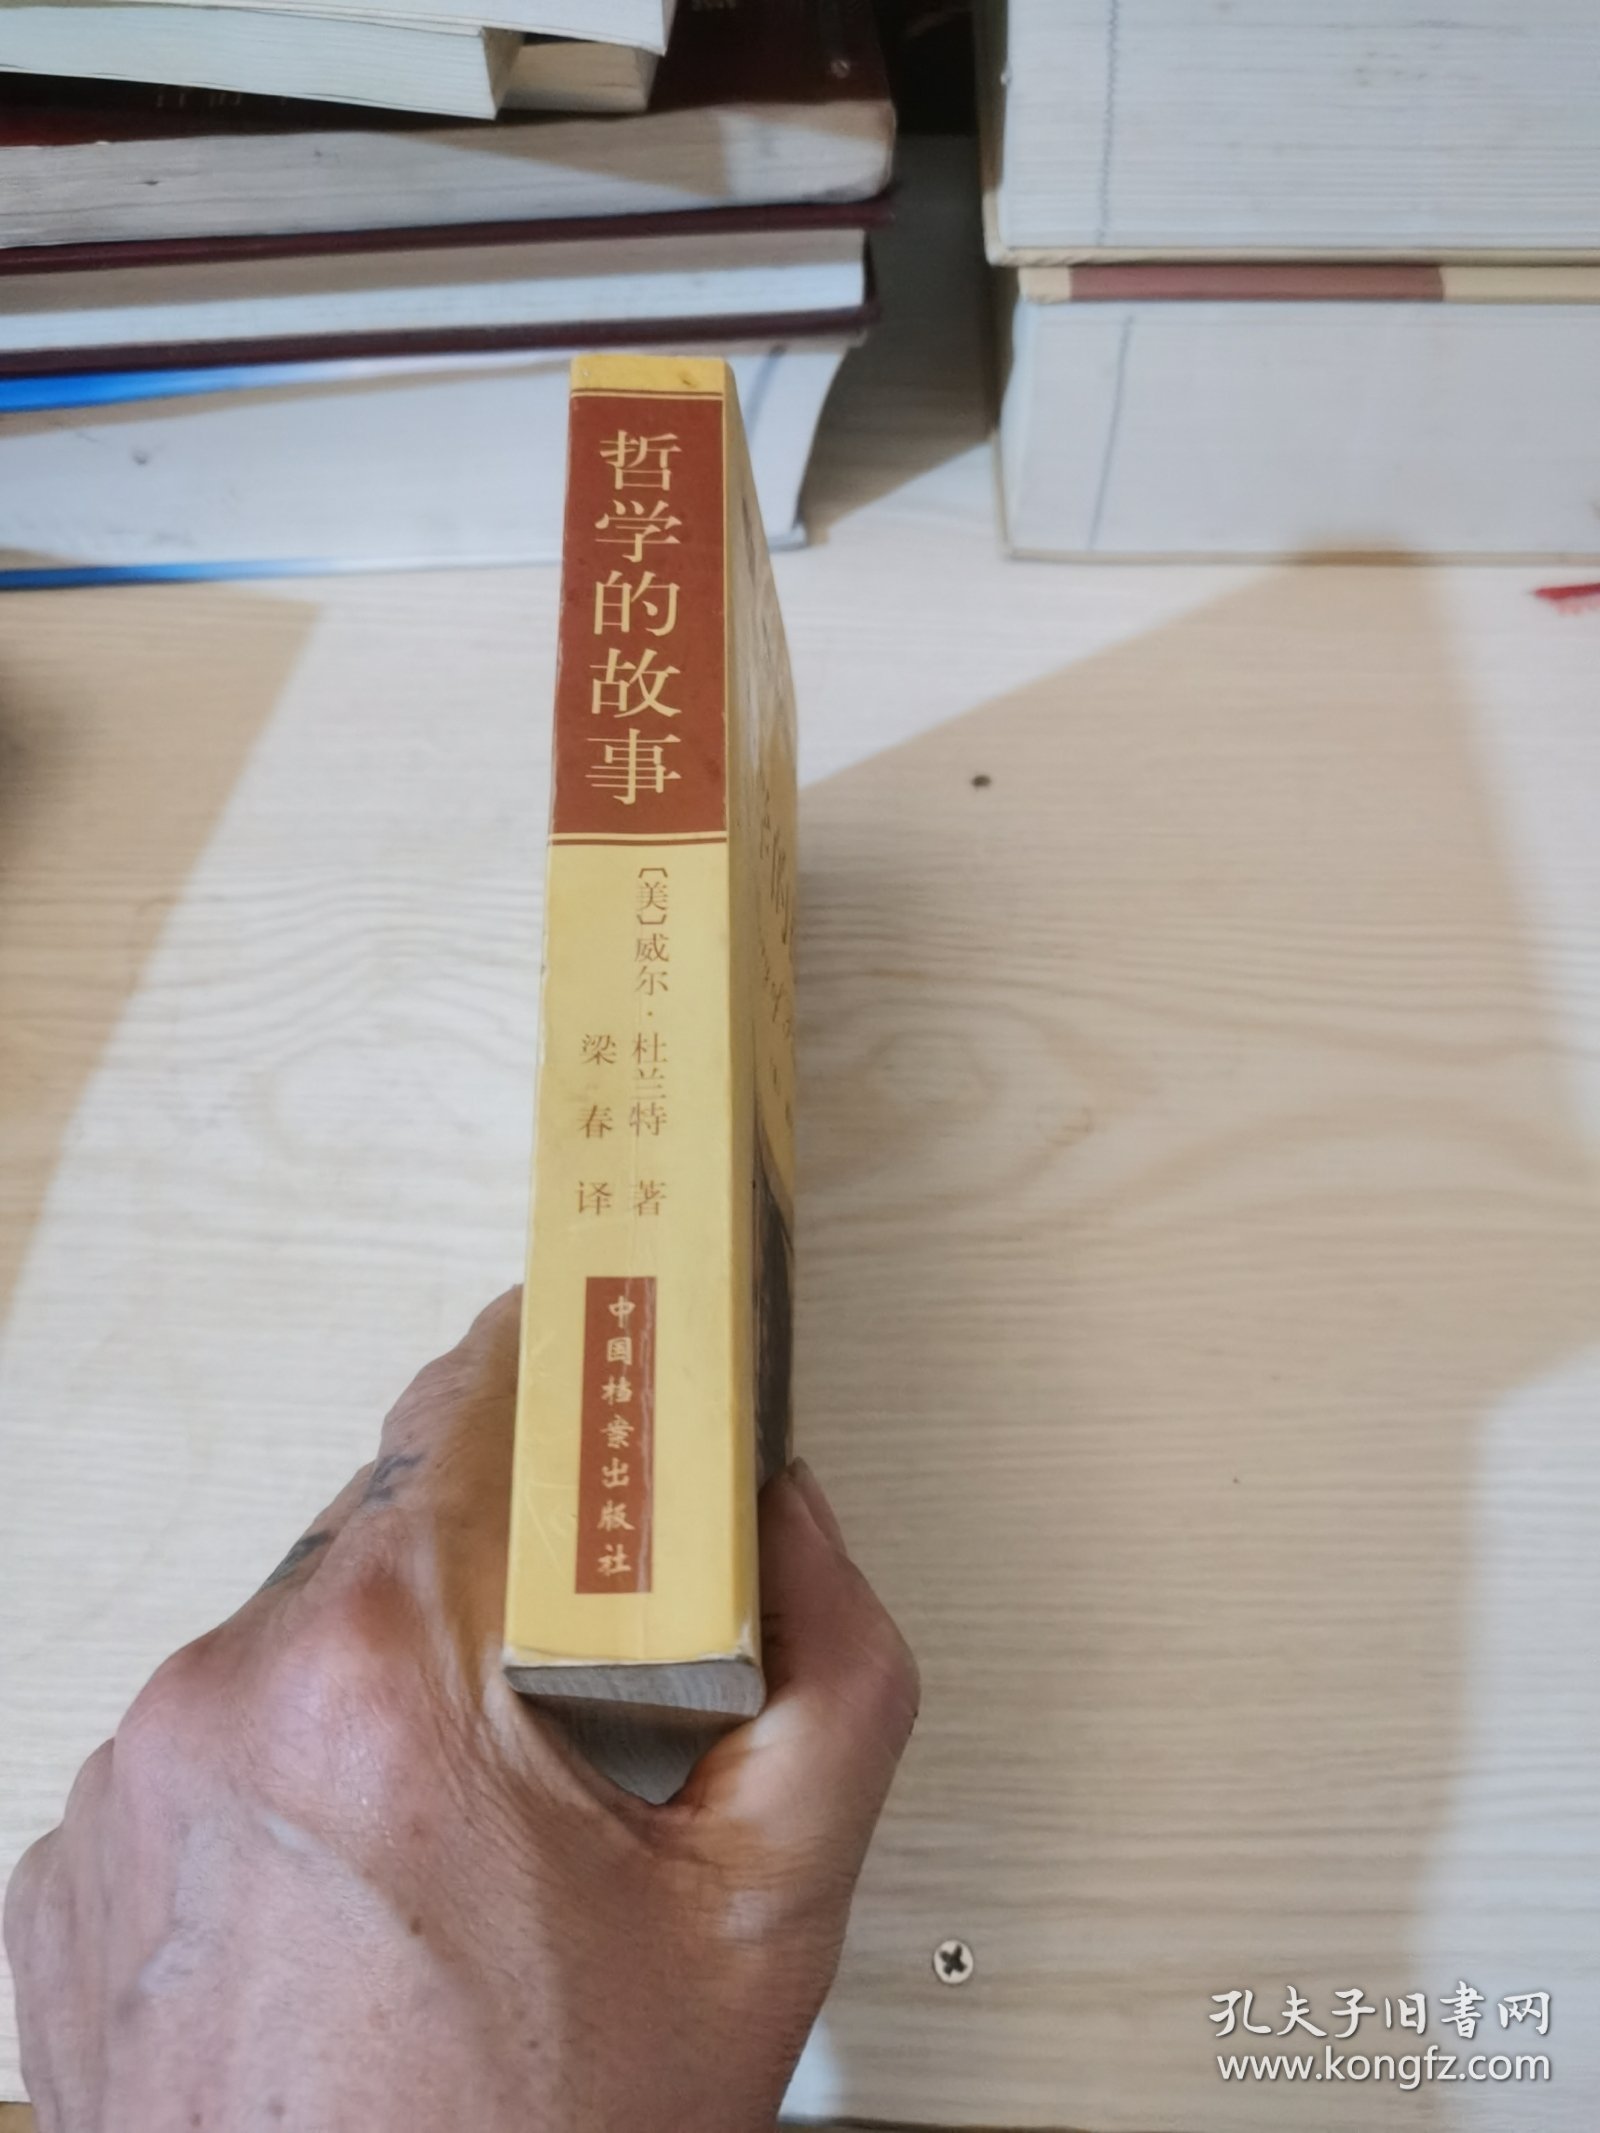 哲学的故事
〔美〕威尔·杜兰特 著
梁春 译
中国档案出版社
孔夫子旧书网
www.kongfz.com